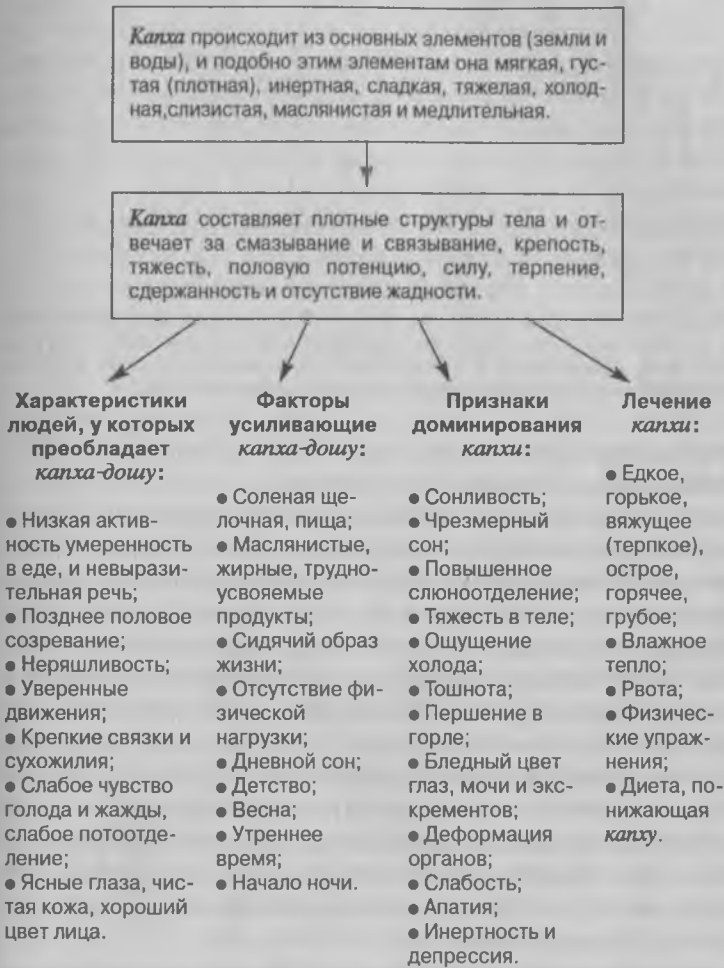 Капха происходит из основных элементов (земли и
воды), и подобно этим элементам она мягкая, гус-
тая (плотная), инертная, сладкая, тяжелая, холод-
ная,слизистая, маслянистая и медлительная.
Капха составляет плотные структуры тела и от-
вечает за смазывание и связывание, крепость,
тяжесть, половую потенцию, силу, терпение,
сдержанность и отсутствие жадности.
Характеристики
людей, у которых
преобладает
капха-дошу:
● Низкая актив-
ность умеренность
в еде, и невырази-
тельная речь;
● Позднее половое
созревание;
● Неряшливость;
● Уверенные
движения;
● Крепкие связки и
сухожилия;
● Слабое чувство
голода и жажды,
слабое потоотде-
ление;
● Ясные глаза, чис-
тая кожа, хороший
цвет лица.
Факторы
усиливающие
капха-дошу:
● Соленая ще-
лочная, пища;
● Маслянистые,
жирные, трудно-
усвояемые
продукты;
● Сидячий образ
жизни;
● Отсутствие фи-
зической
нагрузки;
● Дневной сон;
● Детство;
● Весна;
● Утреннее
время;
● Начало ночи.
Признаки
доминирования
капхи:
● Сонливость;
● Чрезмерный
сон;
● Повышенное
слюноотделение;
● Тяжесть в теле;
● Ощущение
холода;
● Тошнота;
● Першение в
горле;
● Бледный цвет
глаз, мочи и экс-
крементов;
● Деформация
органов;
● Слабость;
● Апатия;
● Инертность и
депрессия.
Лечение
капхи:
● Едкое,
горькое,
вяжущее
(терпкое),
острое,
горячее,
грубое;
● Влажное
тепло;
● Рвота;
● Физичес-
кие упраж-
нения;
● Диета, по-
нижающая
капху.